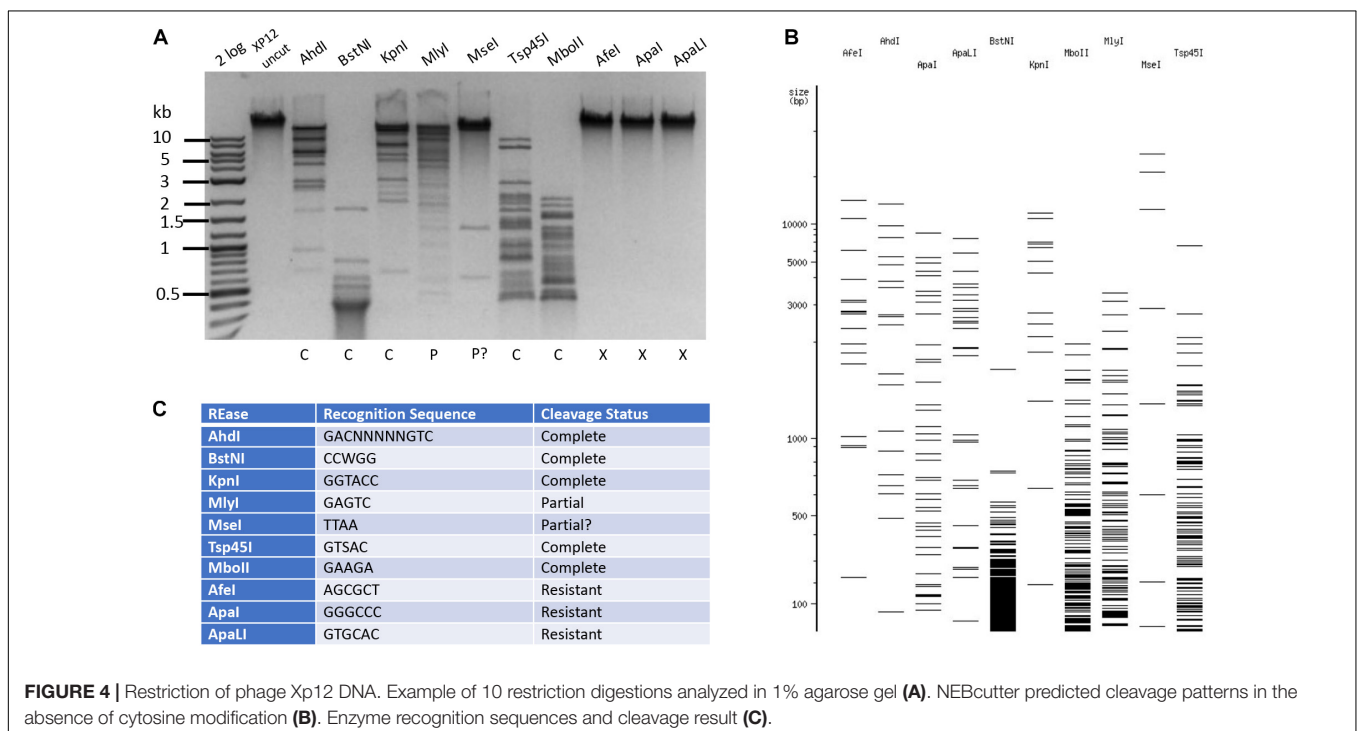 A
2 log XP12 uncut AhdI BstNI KpnI MlyI MseI Tsp45I MboII AfeI ApaI ApaLI
kb
10
5
3
2
1.5
1
0.5
C C C P P? C C X X X
B
AfeI AhdI ApaI ApaLI BstNI KpnI MboII MlyI MseI Tsp45I
size
(bp)
10000
5000
3000
1000
500
100
C
REase Recognition Sequence Cleavage Status
AhdI GACNNNNNGTC Complete
BstNI CCWGG Complete
KpnI GGTACC Complete
MlyI GAGTC Partial
MseI TTAA Partial?
Tsp45I GTSAC Complete
MboII GAAGA Complete
AfeI AGCGCT Resistant
ApaI GGGCCC Resistant
ApaLI GTGCAC Resistant
FIGURE 4 | Restriction of phage Xp12 DNA. Example of 10 restriction digestions analyzed in 1% agarose gel (A). NEBcutter predicted cleavage patterns in the
absence of cytosine modification (B). Enzyme recognition sequences and cleavage result (C).